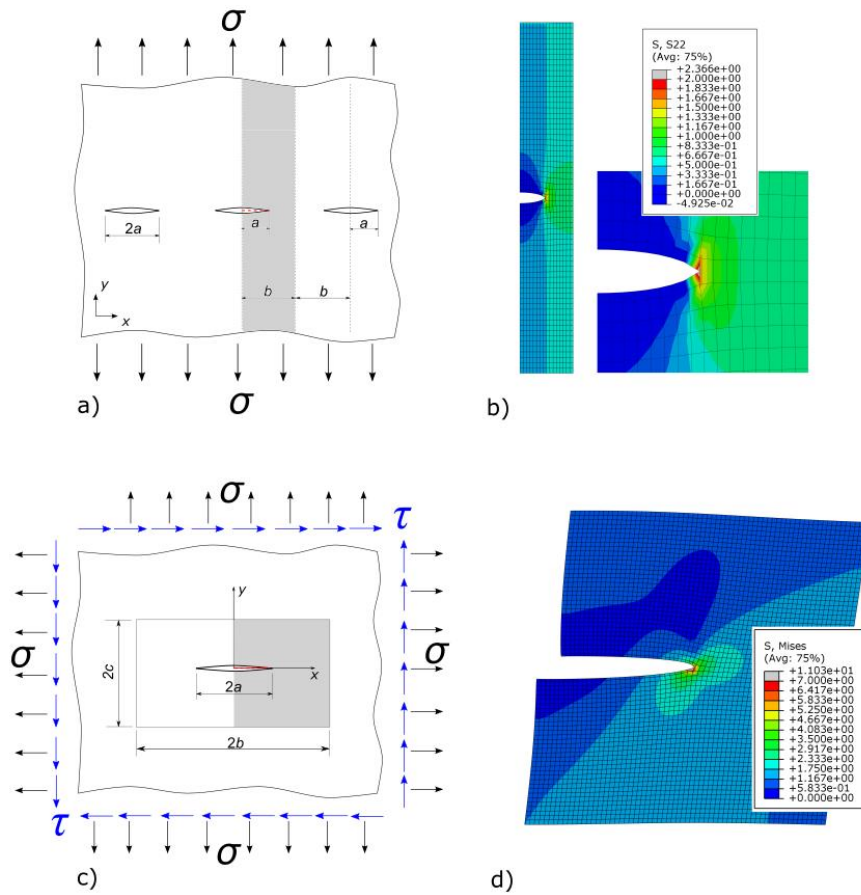 σ
2a
a
a
b
b
y
x
σ
a)
S, S22
(Avg: 75%)
+2.366e+00
+2.000e+00
+1.833e+00
+1.667e+00
+1.500e+00
+1.333e+00
+1.167e+00
+1.000e+00
+8.333e-01
+6.667e-01
+5.000e-01
+3.333e-01
+1.667e-01
+0.000e+00
-4.925e-02
b)
σ
τ
σ
σ
y
x
2c
2a
2b
τ
σ
c)
S, Mises
(Avg: 75%)
+1.103e+01
+7.000e+00
+6.417e+00
+5.833e+00
+5.250e+00
+4.667e+00
+4.083e+00
+3.500e+00
+2.917e+00
+2.333e+00
+1.750e+00
+1.167e+00
+5.833e-01
+0.000e+00
d)